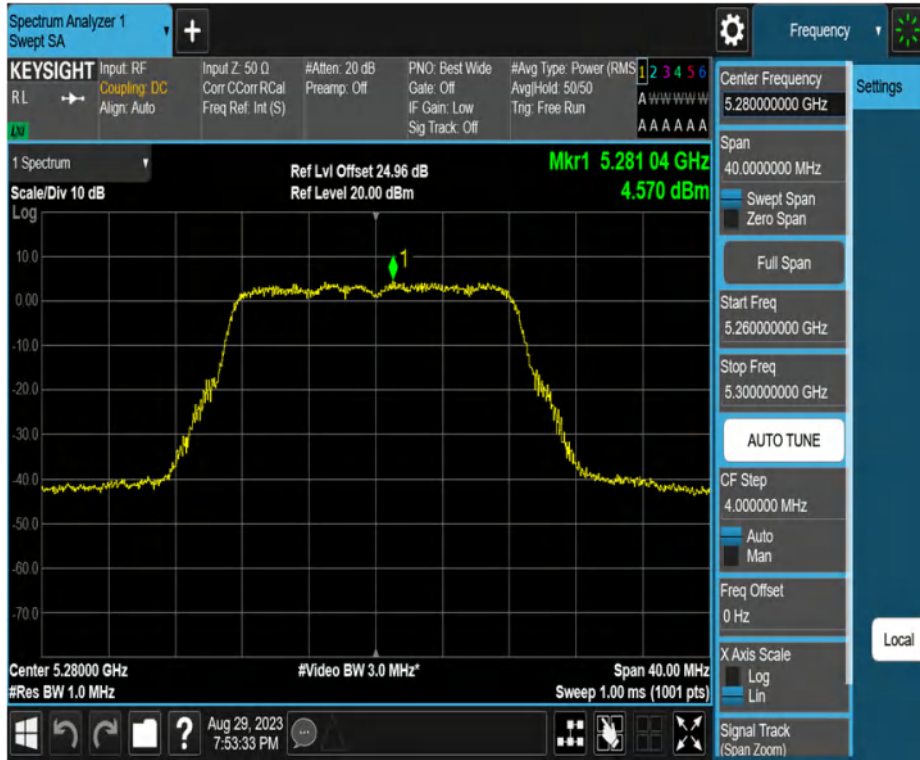 Spectrum Analyzer 1
Swept SA
+
Frequency
KEYSIGHT
RL
LXI
Input: RF
Coupling: DC
Align: Auto
Input Z: 50 Ω
Corr CCorr RCal
Freq Ref: Int (S)
#Atten: 20 dB
Preamp: Off
PNO: Best Wide
Gate: Off
IF Gain: Low
Sig Track: Off
#Avg Type: Power (RMS
Avg|Hold: 50/50
Trig: Free Run
1 2 3 4 5 6
A W W W W W
A A A A A A
1 Spectrum
Scale/Div 10 dB
Log
Ref Lvl Offset 24.96 dB
Ref Level 20.00 dBm
Mkr1 5.281 04 GHz
4.570 dBm
1
10.0
0.00
-10.0
-20.0
-30.0
-40.0
-50.0
-60.0
-70.0
Center 5.28000 GHz
#Res BW 1.0 MHz
#Video BW 3.0 MHz*
Span 40.00 MHz
Sweep 1.00 ms (1001 pts)
?
Aug 29, 2023
7:53:33 PM
Center Frequency
5.280000000 GHz
Span
40.0000000 MHz
Swept Span
Zero Span
Full Span
Start Freq
5.260000000 GHz
Stop Freq
5.300000000 GHz
AUTO TUNE
CF Step
4.000000 MHz
Auto
Man
Freq Offset
0 Hz
X Axis Scale
Log
Lin
Signal Track
(Span Zoom)
Settings
Local